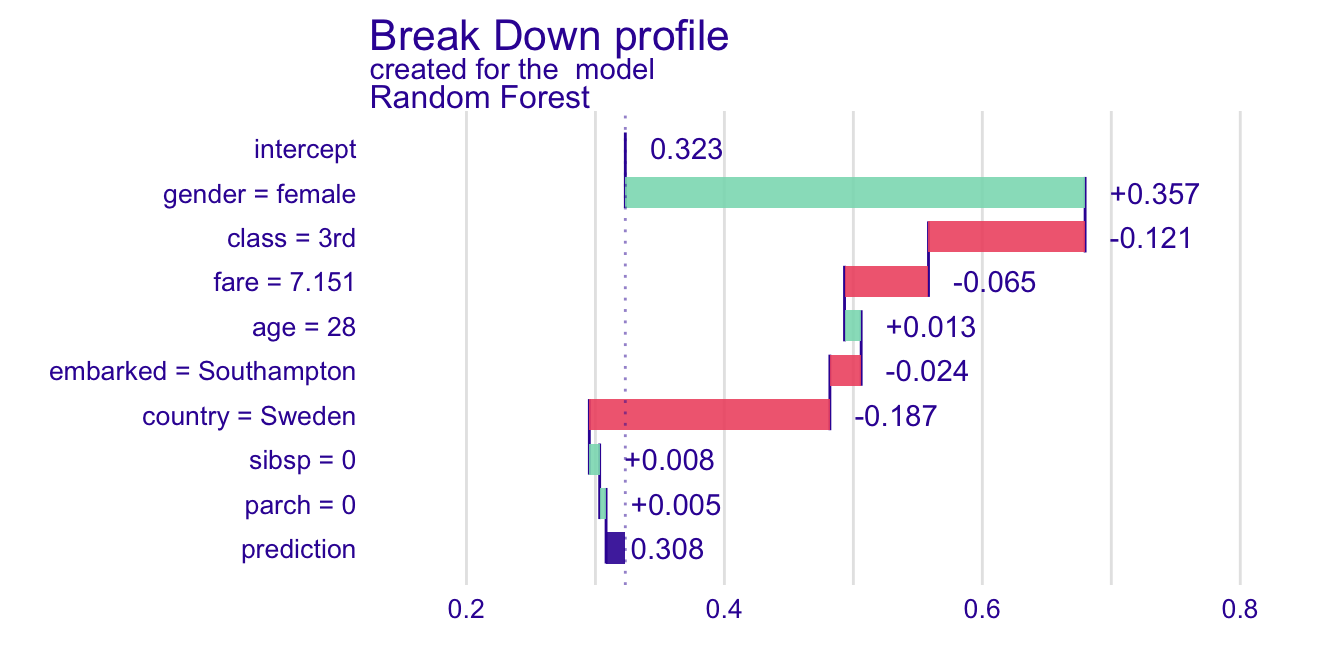 Break Down profile
created for the  model
Random Forest
intercept 0.323
gender = female +0.357
class = 3rd -0.121
fare = 7.151 -0.065
age = 28 +0.013
embarked = Southampton -0.024
country = Sweden -0.187
sibsp = 0 +0.008
parch = 0 +0.005
prediction 0.308
0.2 0.4 0.6 0.8